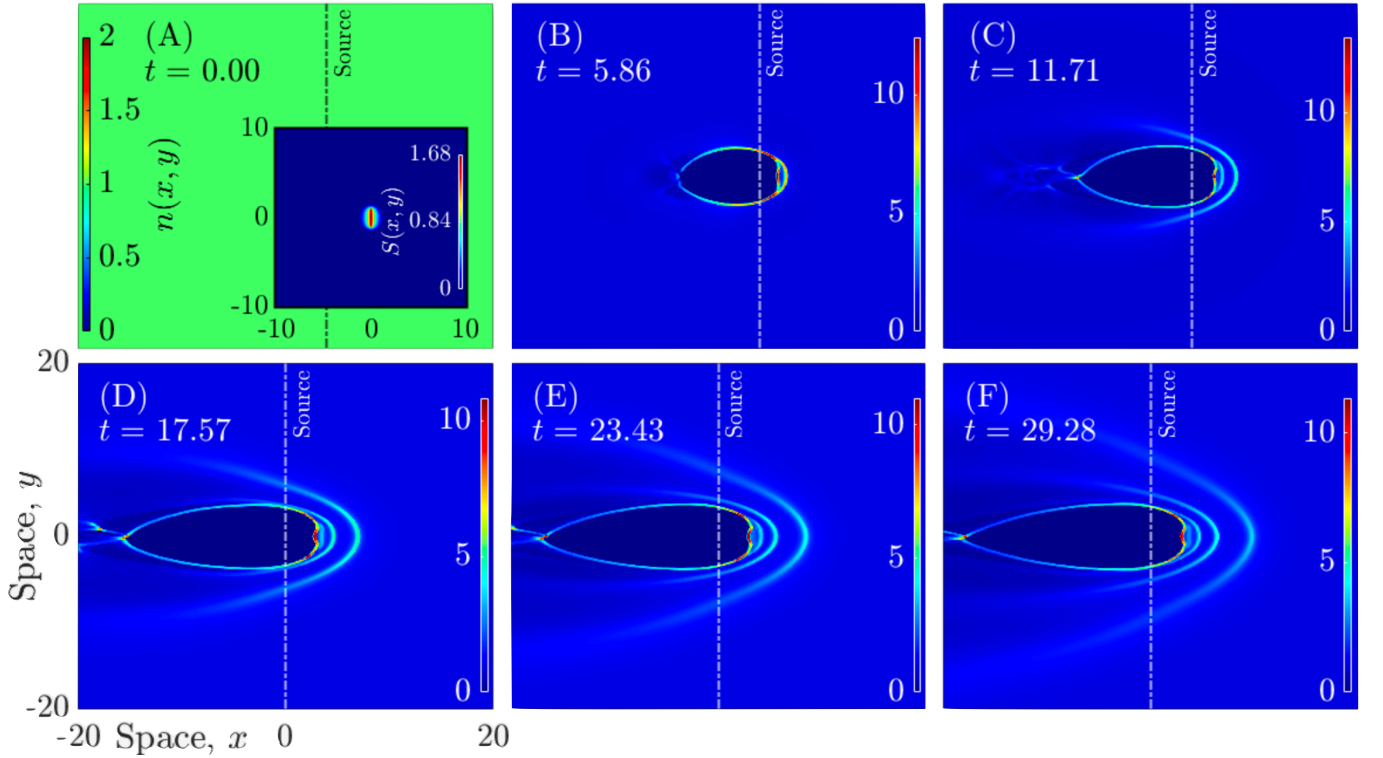 (A)
t = 0.00
Source
2
1.5
1
0.5
0
n(x, y)
10
0
-10
-10
0
10
1.68
0.84
0
S(x, y)
(B)
t = 5.86
Source
10
5
0
(C)
t = 11.71
Source
10
5
0
(D)
t = 17.57
Source
10
5
0
(E)
t = 23.43
Source
10
5
0
(F)
t = 29.28
Source
10
5
0
20
0
-20
Space, y
-20
Space, x
0
20